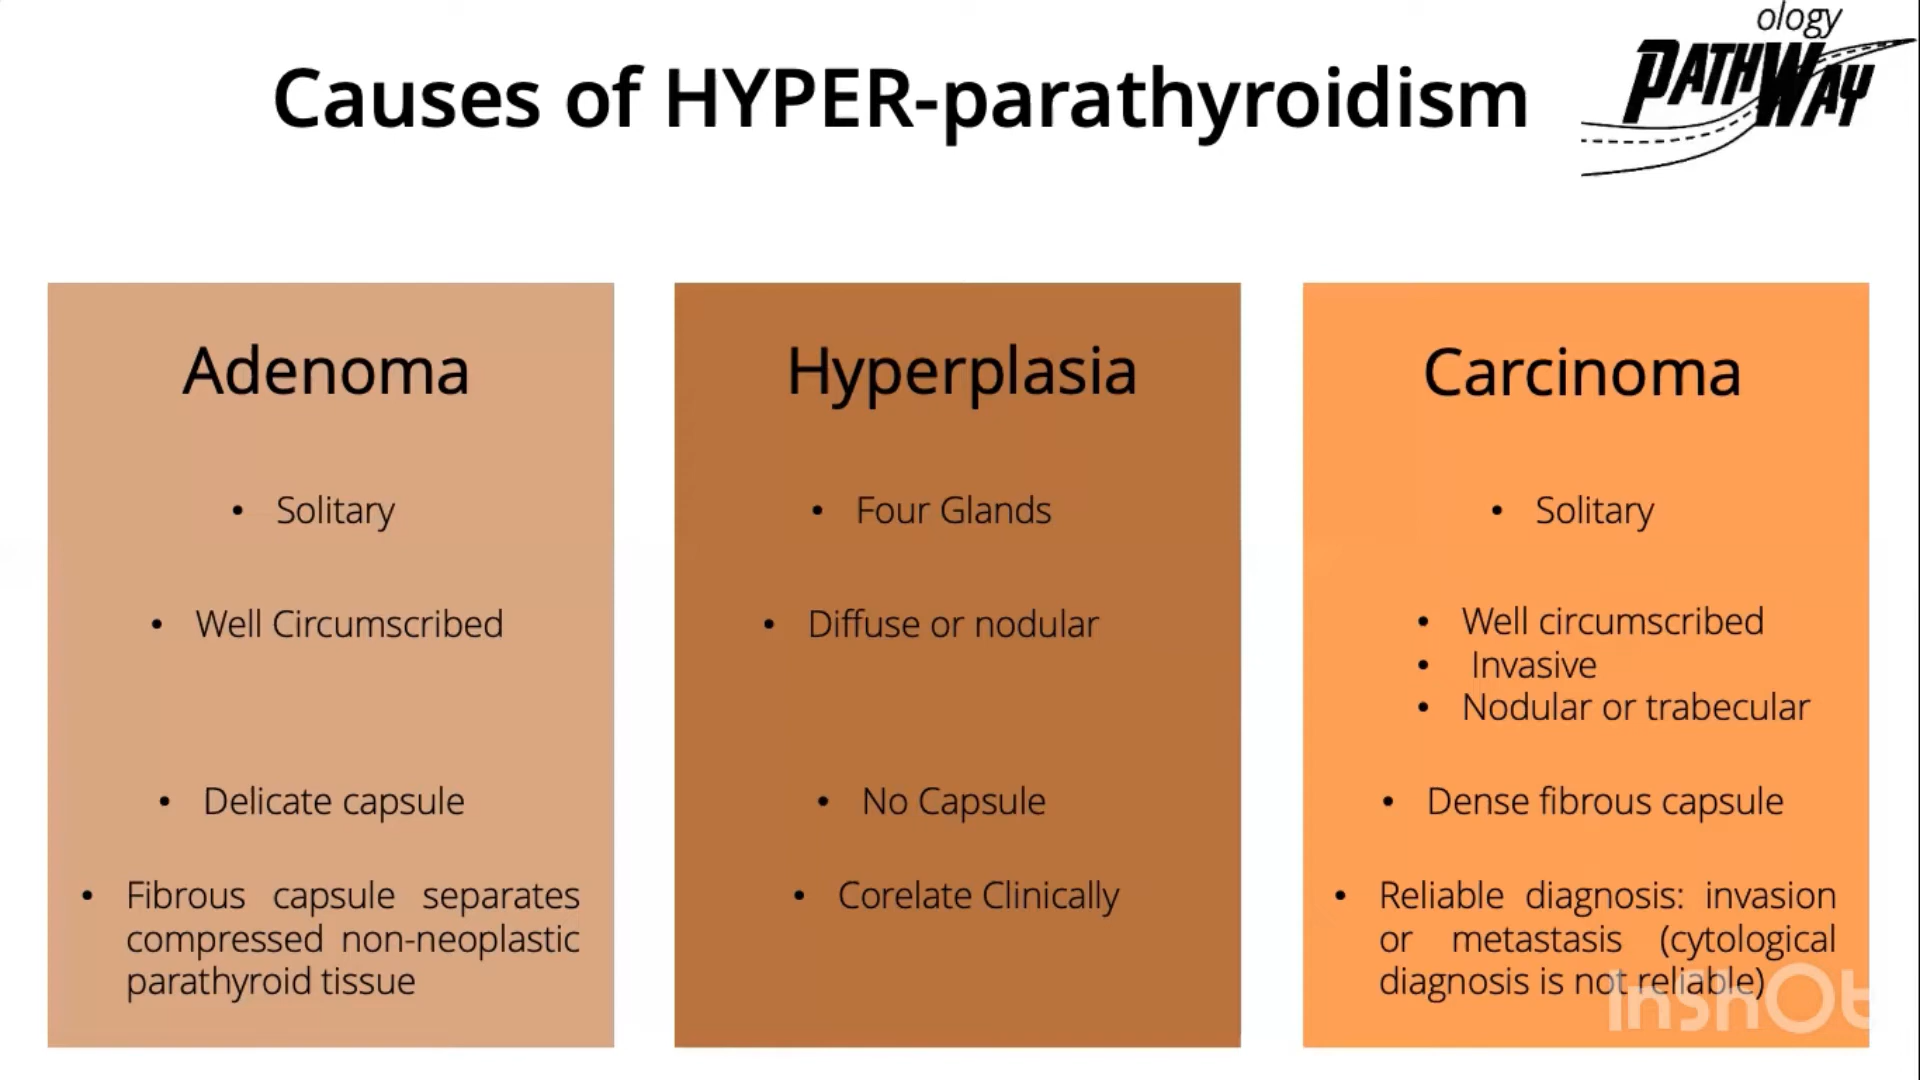 ology
PATHWAY
Causes of HYPER-parathyroidism
Adenoma
• Solitary
• Well Circumscribed
• Delicate capsule
• Fibrous capsule separates
compressed non-neoplastic
parathyroid tissue
Hyperplasia
• Four Glands
• Diffuse or nodular
• No Capsule
• Corelate Clinically
Carcinoma
• Solitary
• Well circumscribed
• Invasive
• Nodular or trabecular
• Dense fibrous capsule
• Reliable diagnosis: invasion
or metastasis (cytological
diagnosis is not reliable)
InShOt